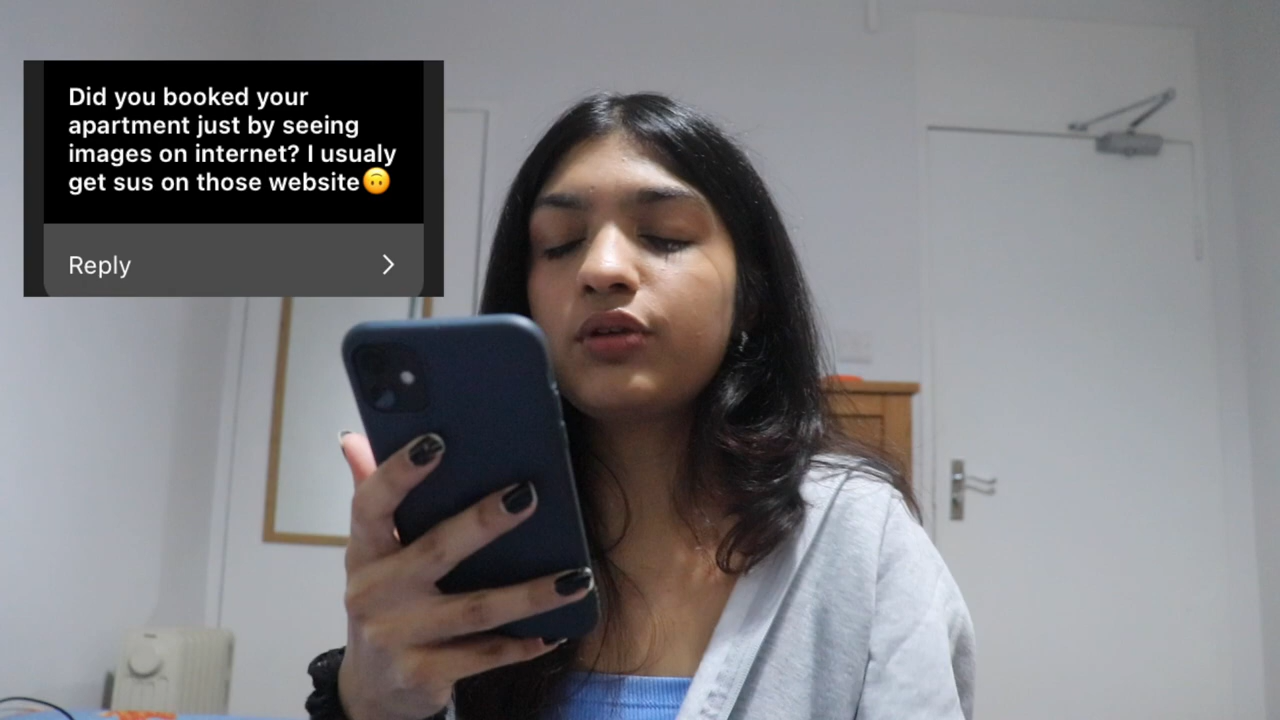 Did you booked your
apartment just by seeing
images on internet? I usualy
get sus on those website🙃
Reply